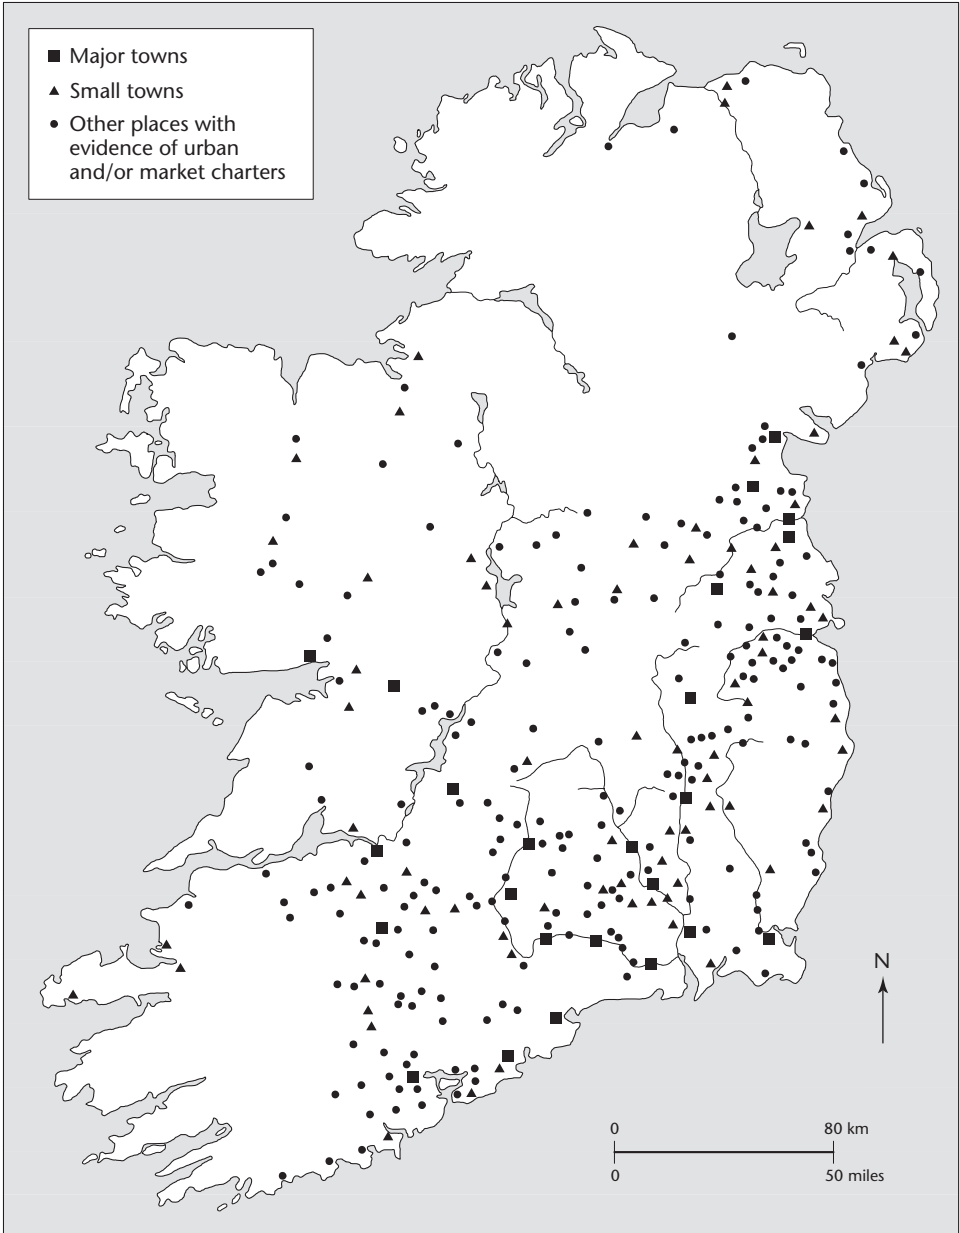 Major towns
Small towns
Other places with
evidence of urban
and/or market charters
N
0 80 km
0 50 miles